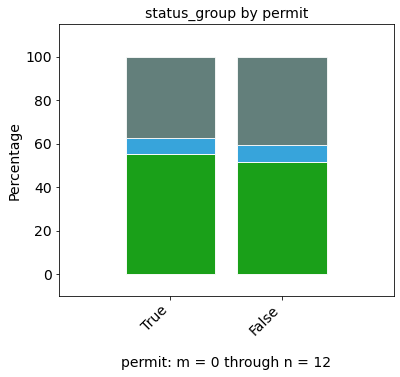 status_group by permit
Percentage
100
80
60
40
20
0
True
False
permit: m = 0 through n = 12